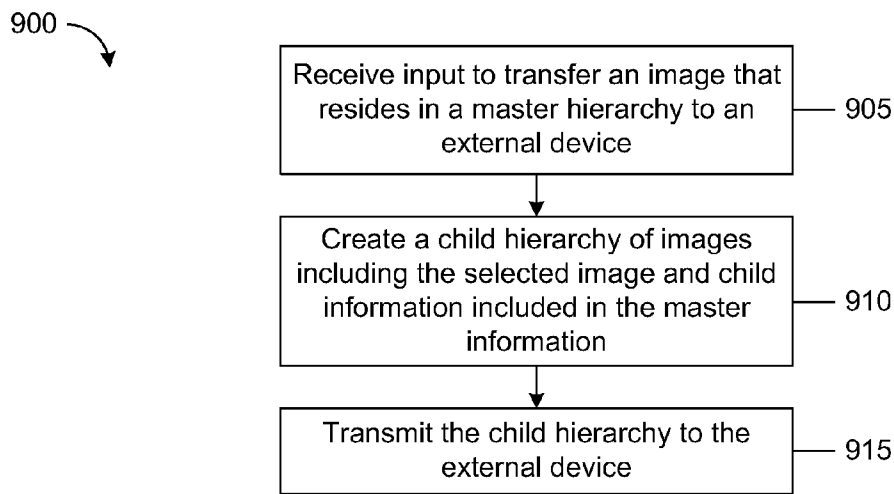 900
Receive input to transfer an image that
resides in a master hierarchy to an
external device
905
Create a child hierarchy of images
including the selected image and child
information included in the master
information
910
Transmit the child hierarchy to the
external device
915